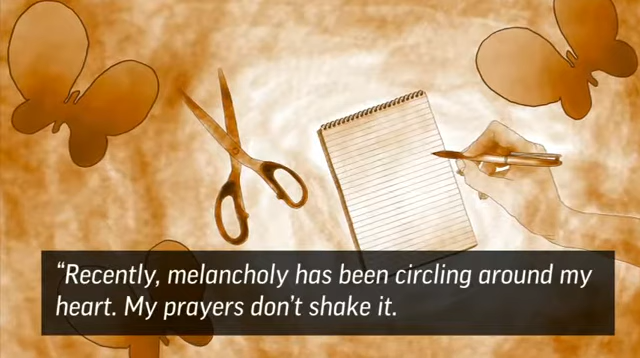 “Recently, melancholy has been circling around my
heart. My prayers don’t shake it.